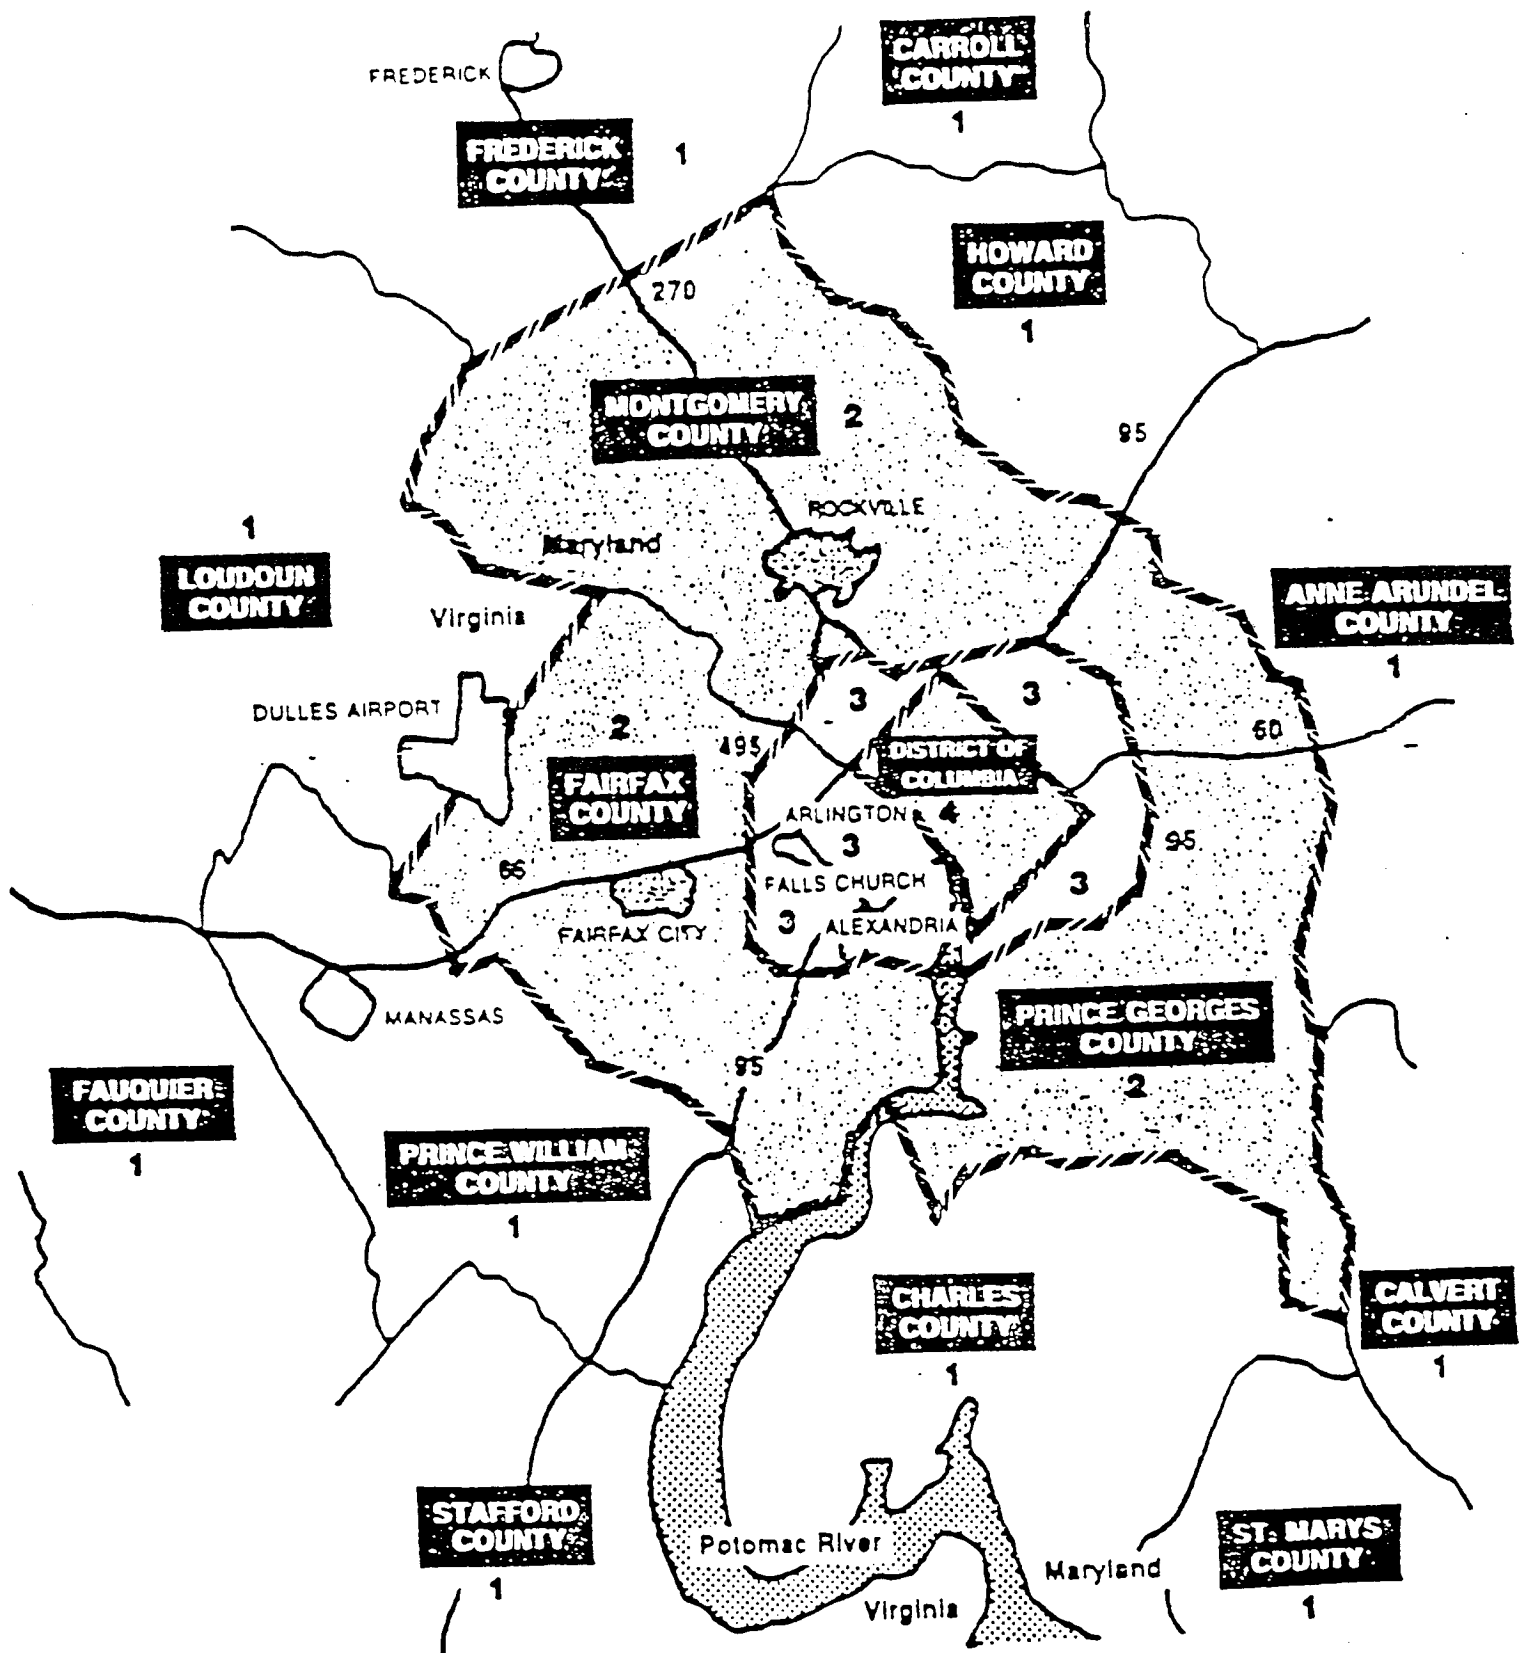 CARROLL
COUNTY
1
FREDERICK
FREDERICK
COUNTY
1
HOWARD
COUNTY
1
270
MONTGOMERY
COUNTY
2
95
ROCKVILLE
Maryland
1
LOUDOUN
COUNTY
Virginia
ANNE ARUNDEL
COUNTY
1
DULLES AIRPORT
2
FAIRFAX
COUNTY
495
3
3
50
DISTRICT OF
COLUMBIA
4
ARLINGTON
3
95
66
FALLS CHURCH
3
3
ALEXANDRIA
FAIRFAX CITY
MANASSAS
PRINCE GEORGES
COUNTY
2
95
FAUQUIER
COUNTY
1
PRINCE WILLIAM
COUNTY
1
CHARLES
COUNTY
1
CALVERT
COUNTY
1
STAFFORD
COUNTY
1
Potomac River
Virginia
Maryland
ST. MARYS
COUNTY
1